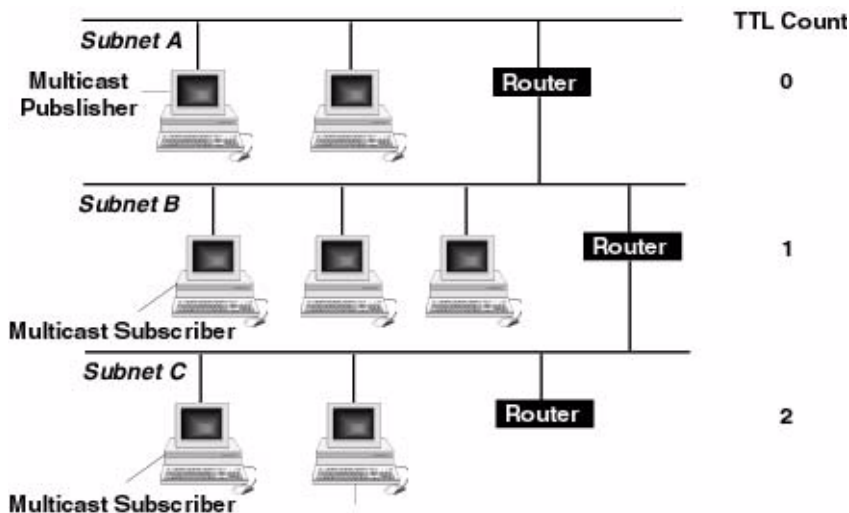 Subnet A
TTL Count
Multicast
Pubslisher
Router
0
Subnet B
Router
1
Multicast Subscriber
Subnet C
Router
2
Multicast Subscriber